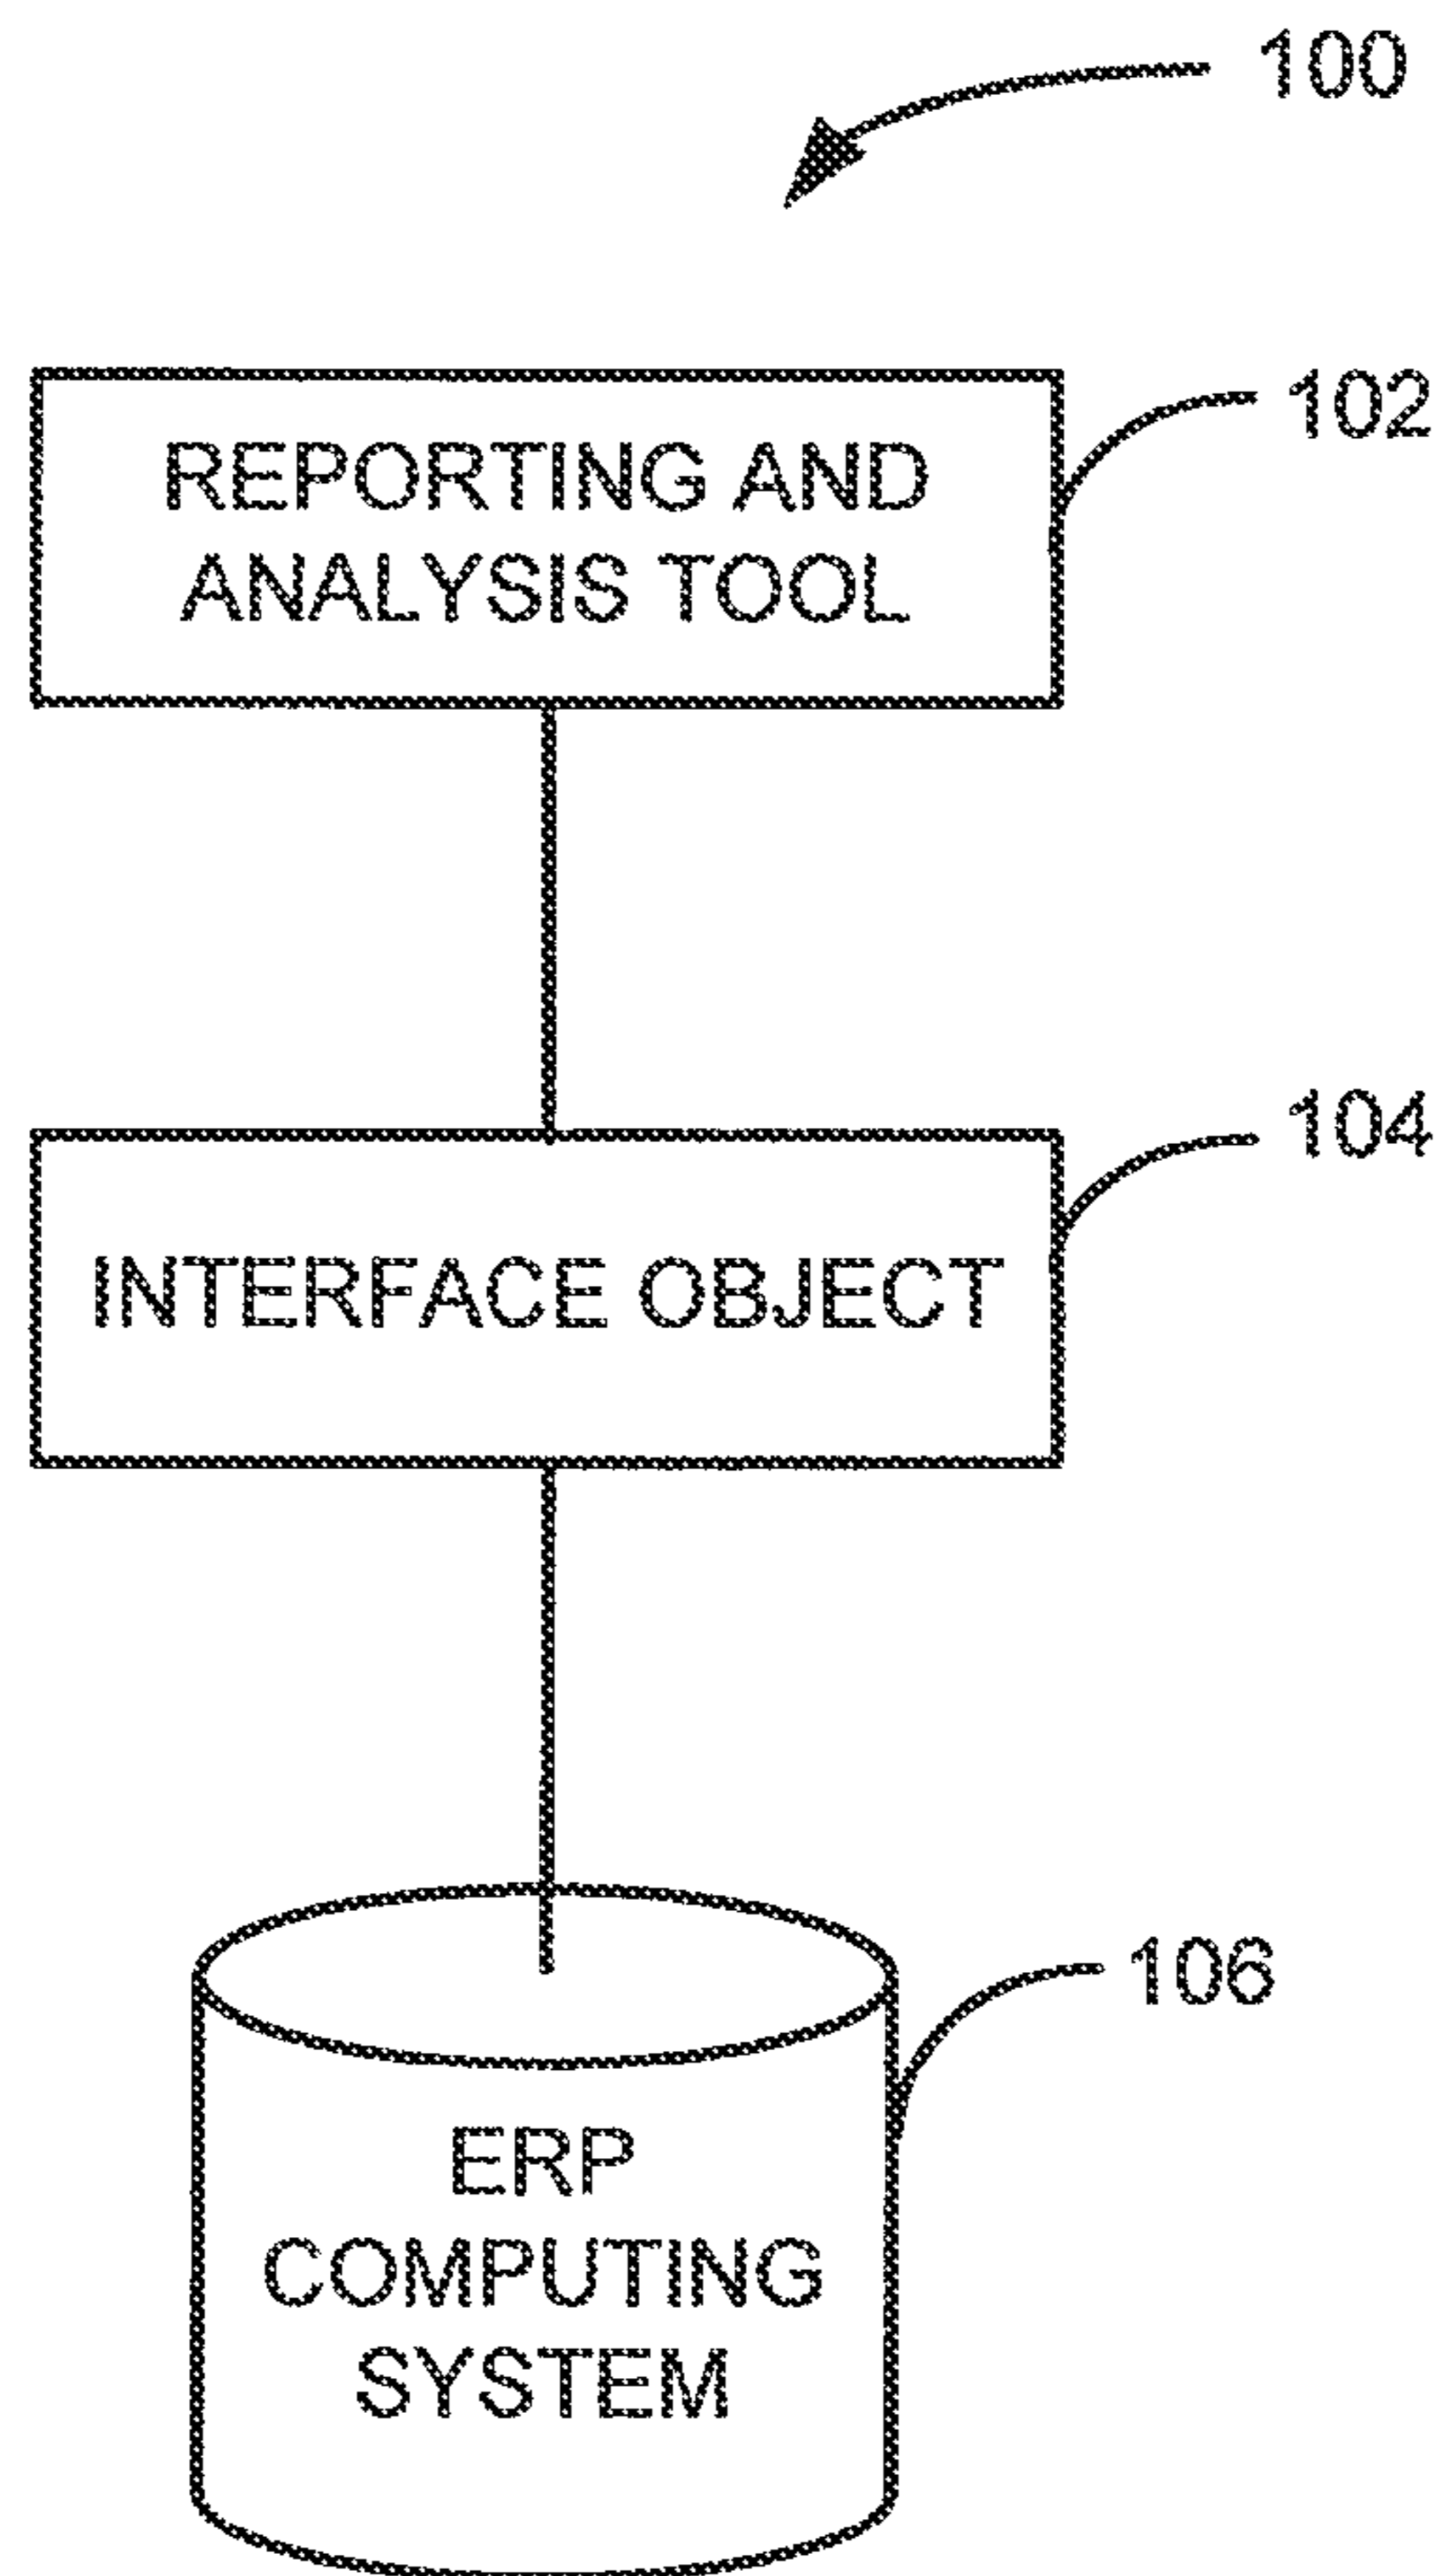 100
REPORTING AND
ANALYSIS TOOL
102
INTERFACE OBJECT
104
ERP
COMPUTING
SYSTEM
106